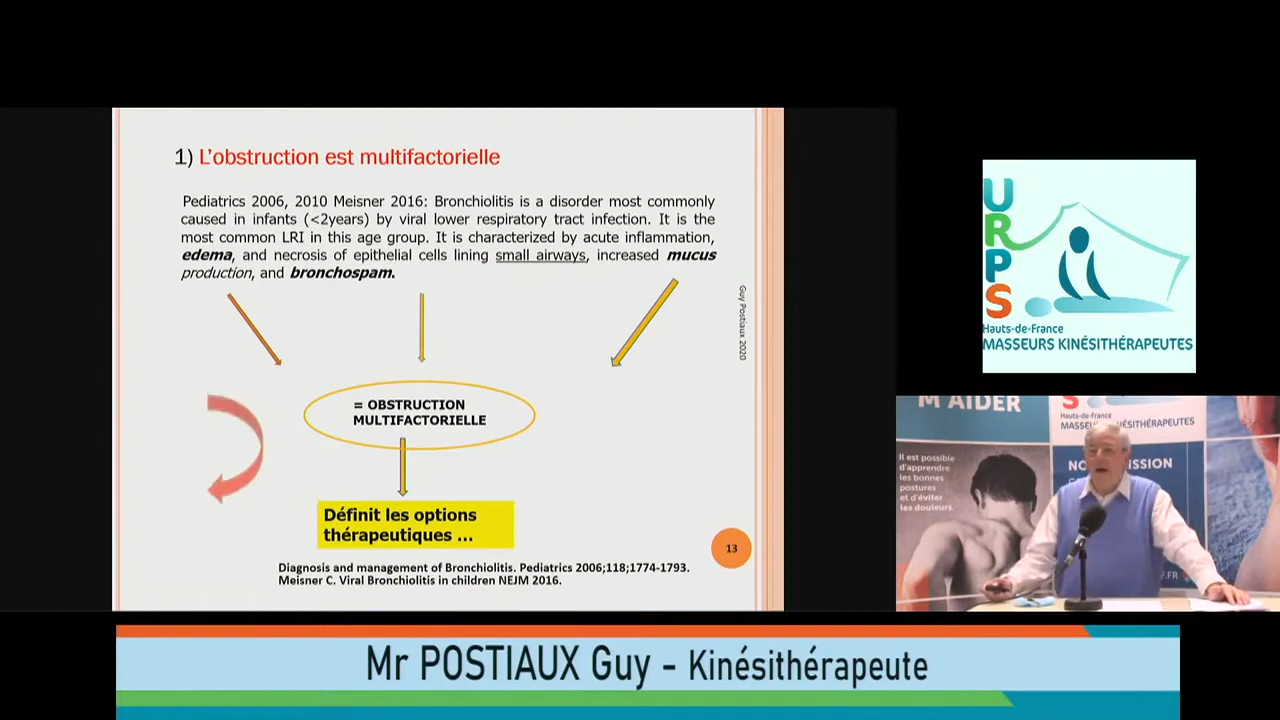 1) L'obstruction est multifactorielle
Pediatrics 2006, 2010 Meisner 2016: Bronchiolitis is a disorder most commonly
caused in infants (<2years) by viral lower respiratory tract infection. It is the
most common LRI in this age group. It is characterized by acute inflammation,
edema, and necrosis of epithelial cells lining small airways, increased mucus
production, and bronchospam.
Guy Postiaux 2020
= OBSTRUCTION
MULTIFACTORIELLE
Définit les options
thérapeutiques ...
13
Diagnosis and management of Bronchiolitis. Pediatrics 2006;118;1774-1793.
Meisner C. Viral Bronchiolitis in children NEJM 2016.
URPS
Hauts-de-France
MASSEURS KINÉSITHÉRAPEUTES
M'AIDER
Il est possible
d'apprendre
les bonnes
postures
et d'éviter
les douleurs.
S
Hauts-de-France
Mr POSTIAUX Guy – Kinésithérapeute